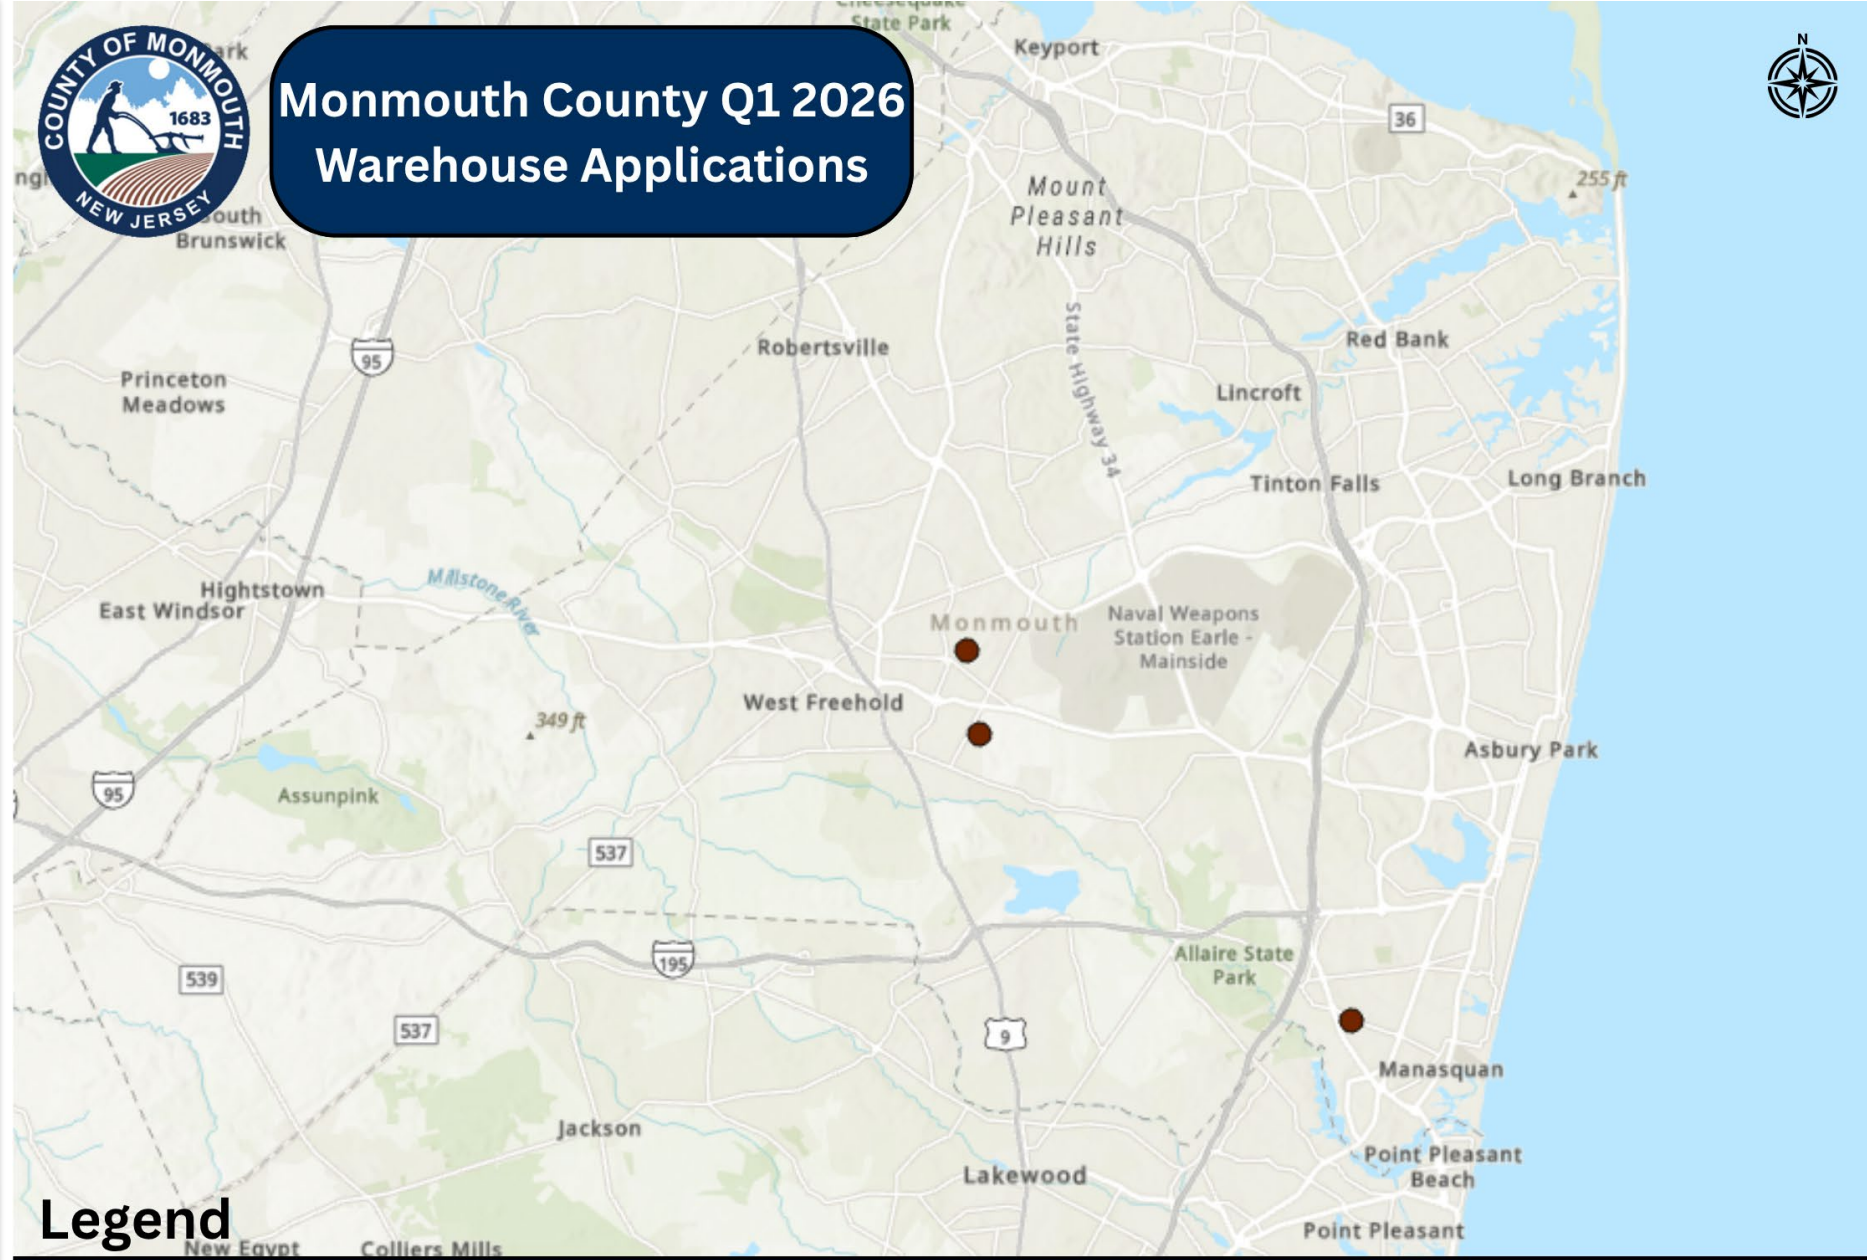 Cheesequake
State Park
Keyport
N
COUNTY OF MONMOUTH
1683
NEW JERSEY
Monmouth County Q1 2026
Warehouse Applications
36
Mount
Pleasant
Hills
255 ft
South
Brunswick
State Highway 34
Robertsville
Red Bank
95
Princeton
Meadows
Lincroft
Tinton Falls
Long Branch
Millstone River
Hightstown
East Windsor
Monmouth
Naval Weapons
Station Earle -
Mainside
West Freehold
349 ft
Asbury Park
95
Assunpink
537
195
Allaire State
Park
539
537
9
Manasquan
Jackson
Point Pleasant
Beach
Lakewood
Legend
Point Pleasant
New Egypt
Colliers Mills